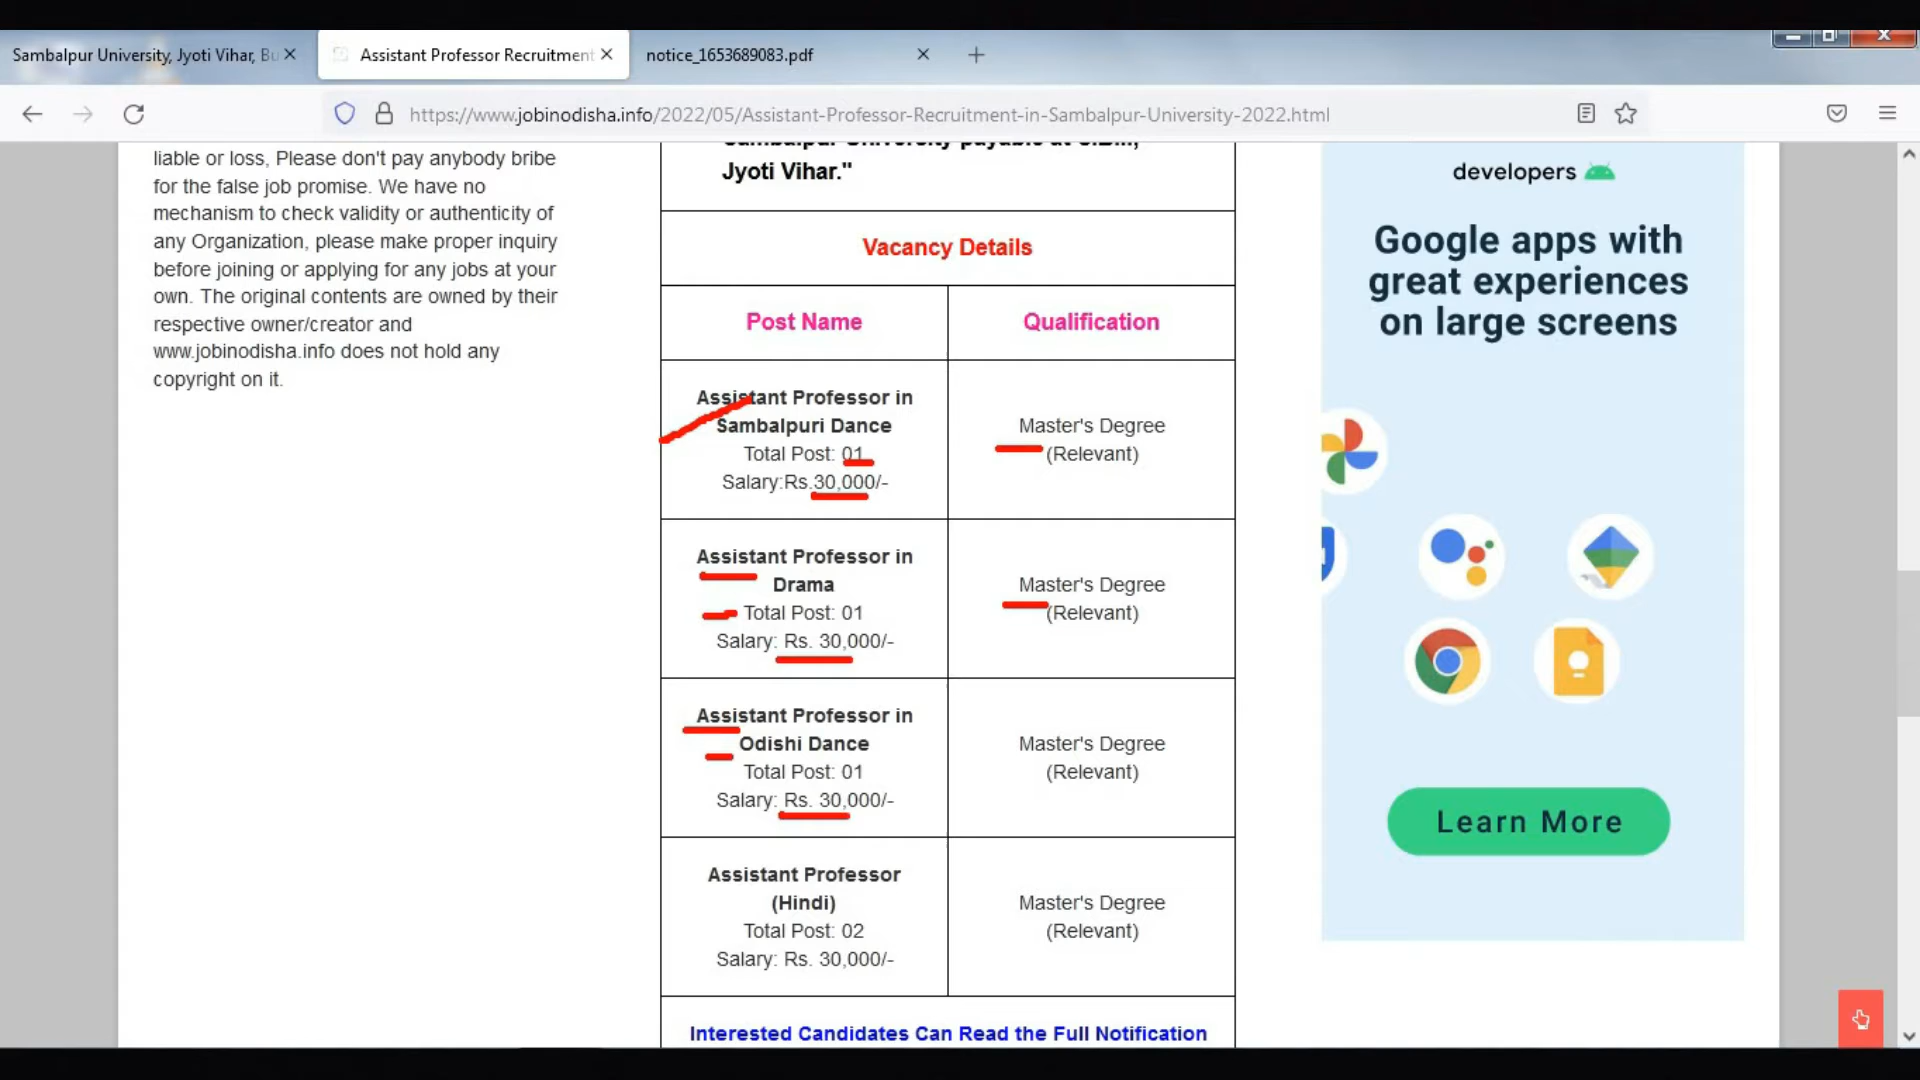 Sambalpur University, Jyoti Vihar, Bu
Assistant Professor Recruitment
notice_1653689083.pdf
https://www.jobinodisha.info/2022/05/Assistant-Professor-Recruitment-in-Sambalpur-University-2022.html
liable or loss, Please don't pay anybody bribe
for the false job promise. We have no
mechanism to check validity or authenticity of
any Organization, please make proper inquiry
before joining or applying for any jobs at your
own. The original contents are owned by their
respective owner/creator and
www.jobinodisha.info does not hold any
copyright on it.
Sambalpur University payable at
Jyoti Vihar."
Vacancy Details
Post Name
Qualification
Assistant Professor in
Sambalpuri Dance
Total Post: 01
Salary:Rs.30,000/-
Master's Degree
(Relevant)
Assistant Professor in
Drama
Total Post: 01
Salary: Rs. 30,000/-
Master's Degree
(Relevant)
Assistant Professor in
Odishi Dance
Total Post: 01
Salary: Rs. 30,000/-
Master's Degree
(Relevant)
Assistant Professor
(Hindi)
Total Post: 02
Salary: Rs. 30,000/-
Master's Degree
(Relevant)
Interested Candidates Can Read the Full Notification
developers
Google apps with
great experiences
on large screens
Learn More